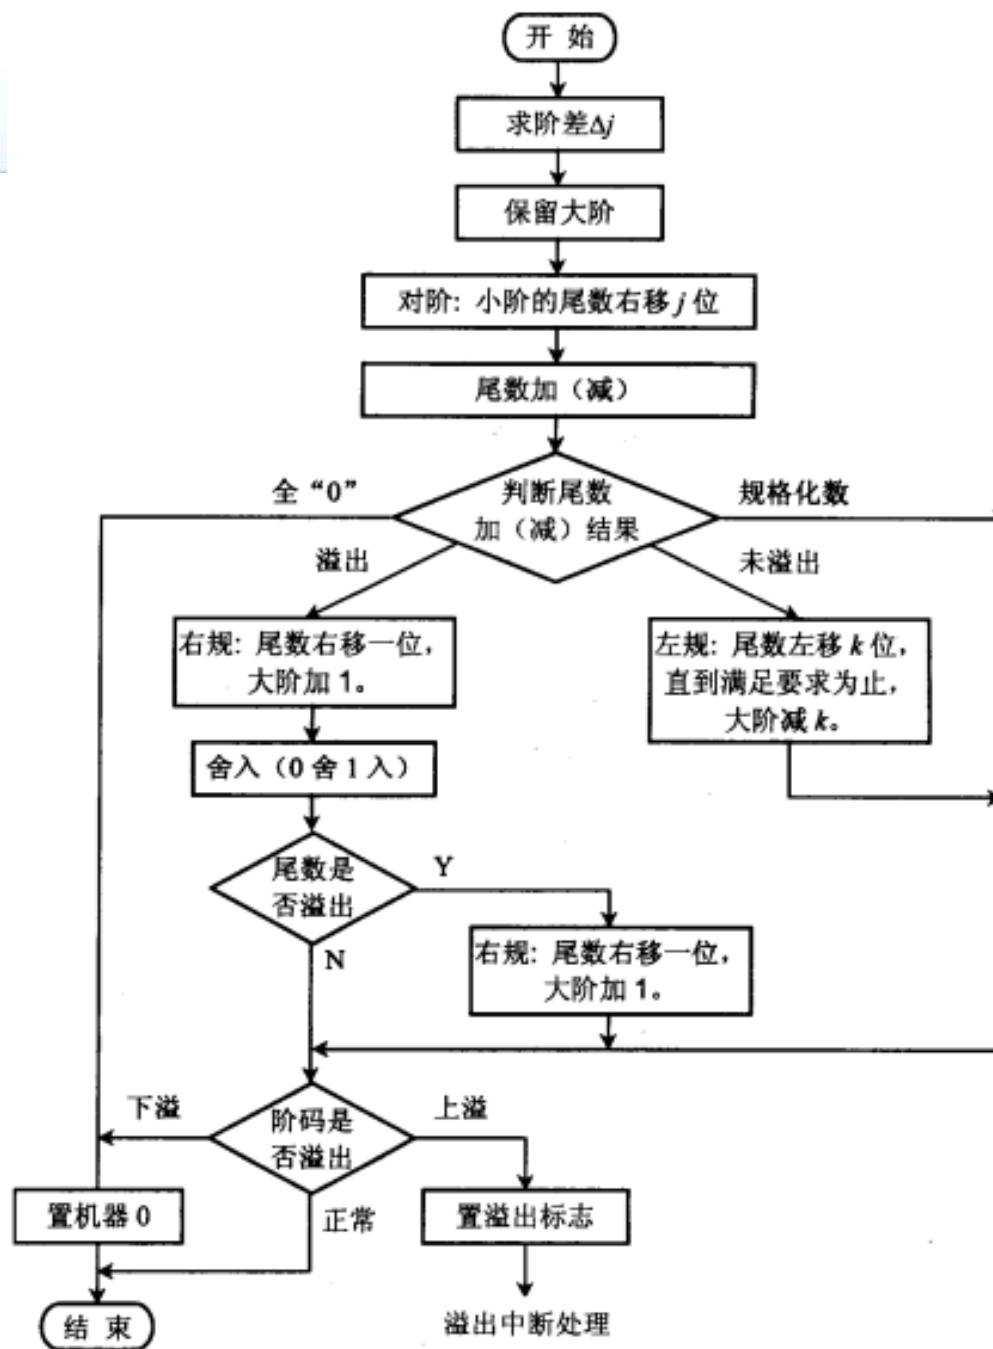 开 始
求阶差Δj
保留大阶
对阶: 小阶的尾数右移 j 位
尾数加（减）
全“0”
判断尾数
加（减）结果
规格化数
溢出
未溢出
右规: 尾数右移一位，
大阶加 1。
左规: 尾数左移 k 位，
直到满足要求为止，
大阶减 k。
舍入（0 舍 1 入）
尾数是
否溢出
Y
N
右规: 尾数右移一位，
大阶加 1。
下溢
阶码是
否溢出
上溢
置机器 0
正常
置溢出标志
结 束
溢出中断处理